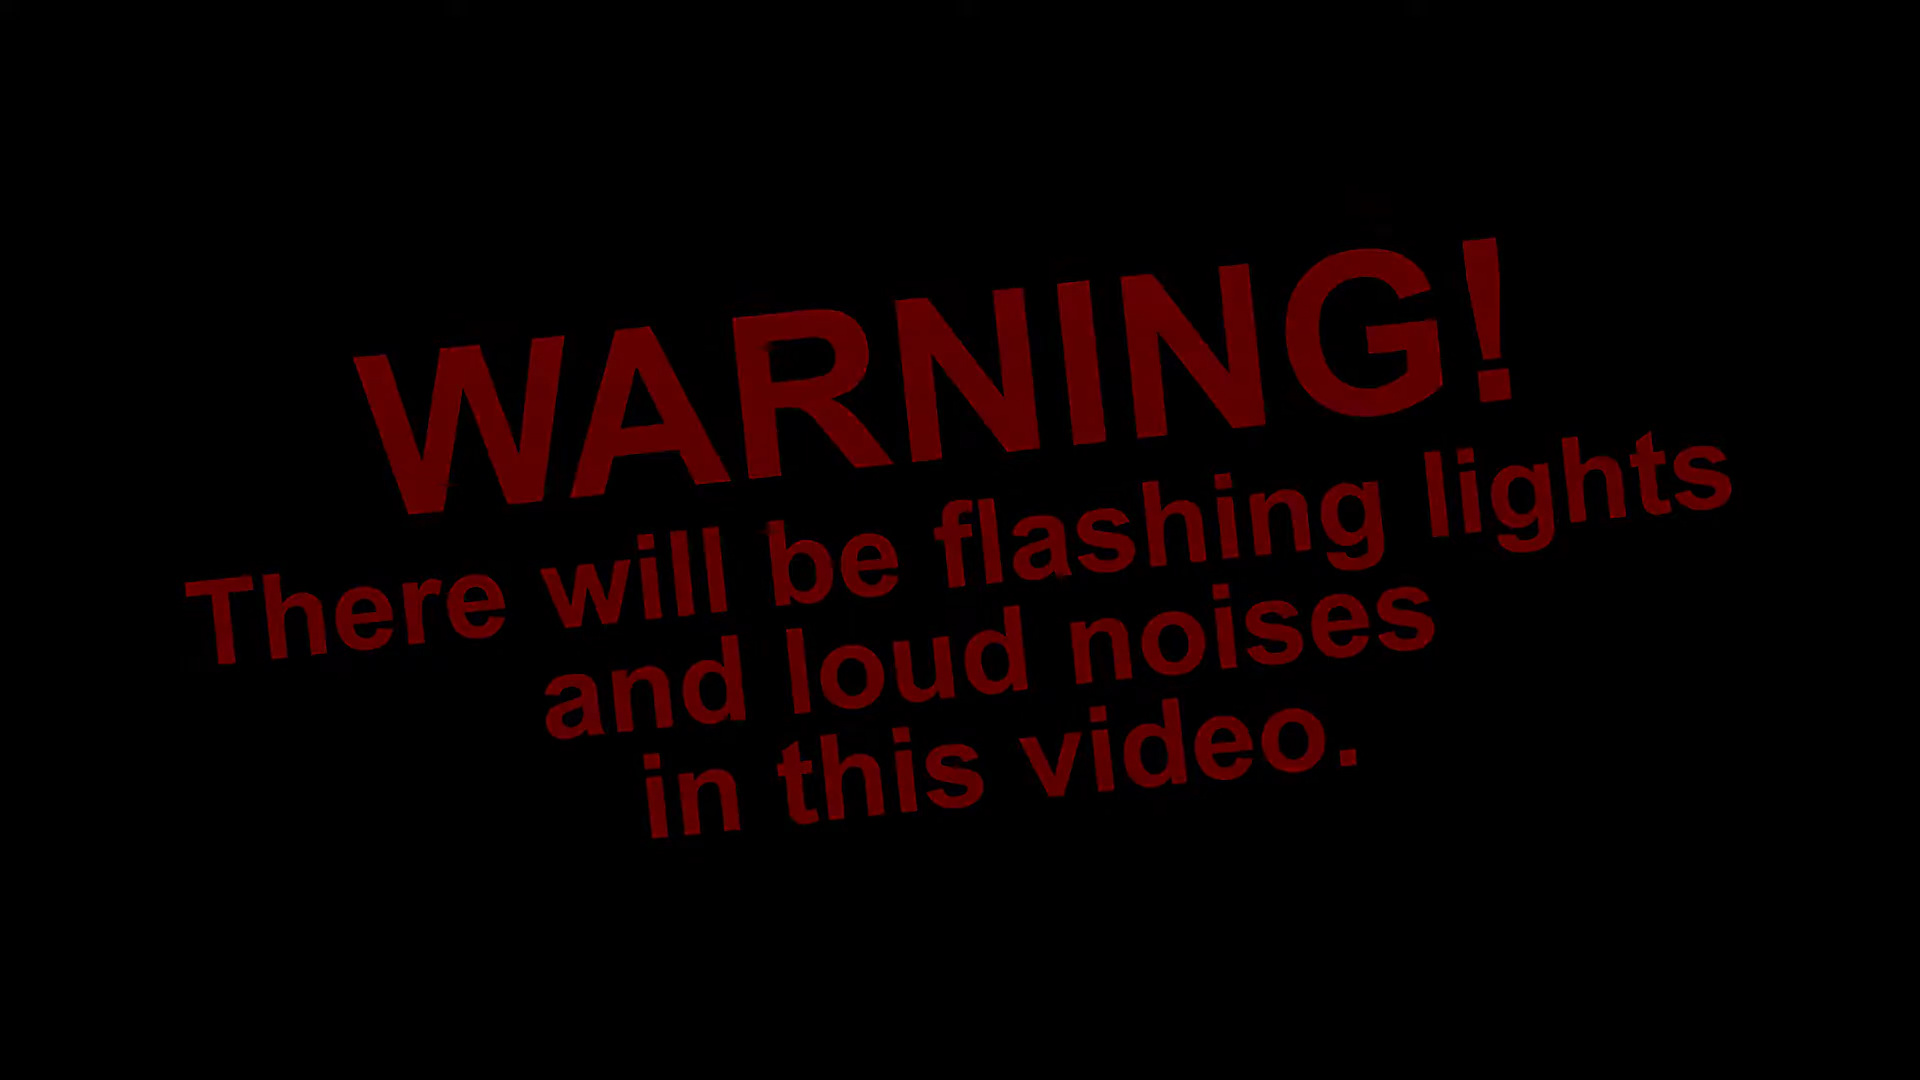 WARNING!
There will be flashing lights
and loud noises
in this video.